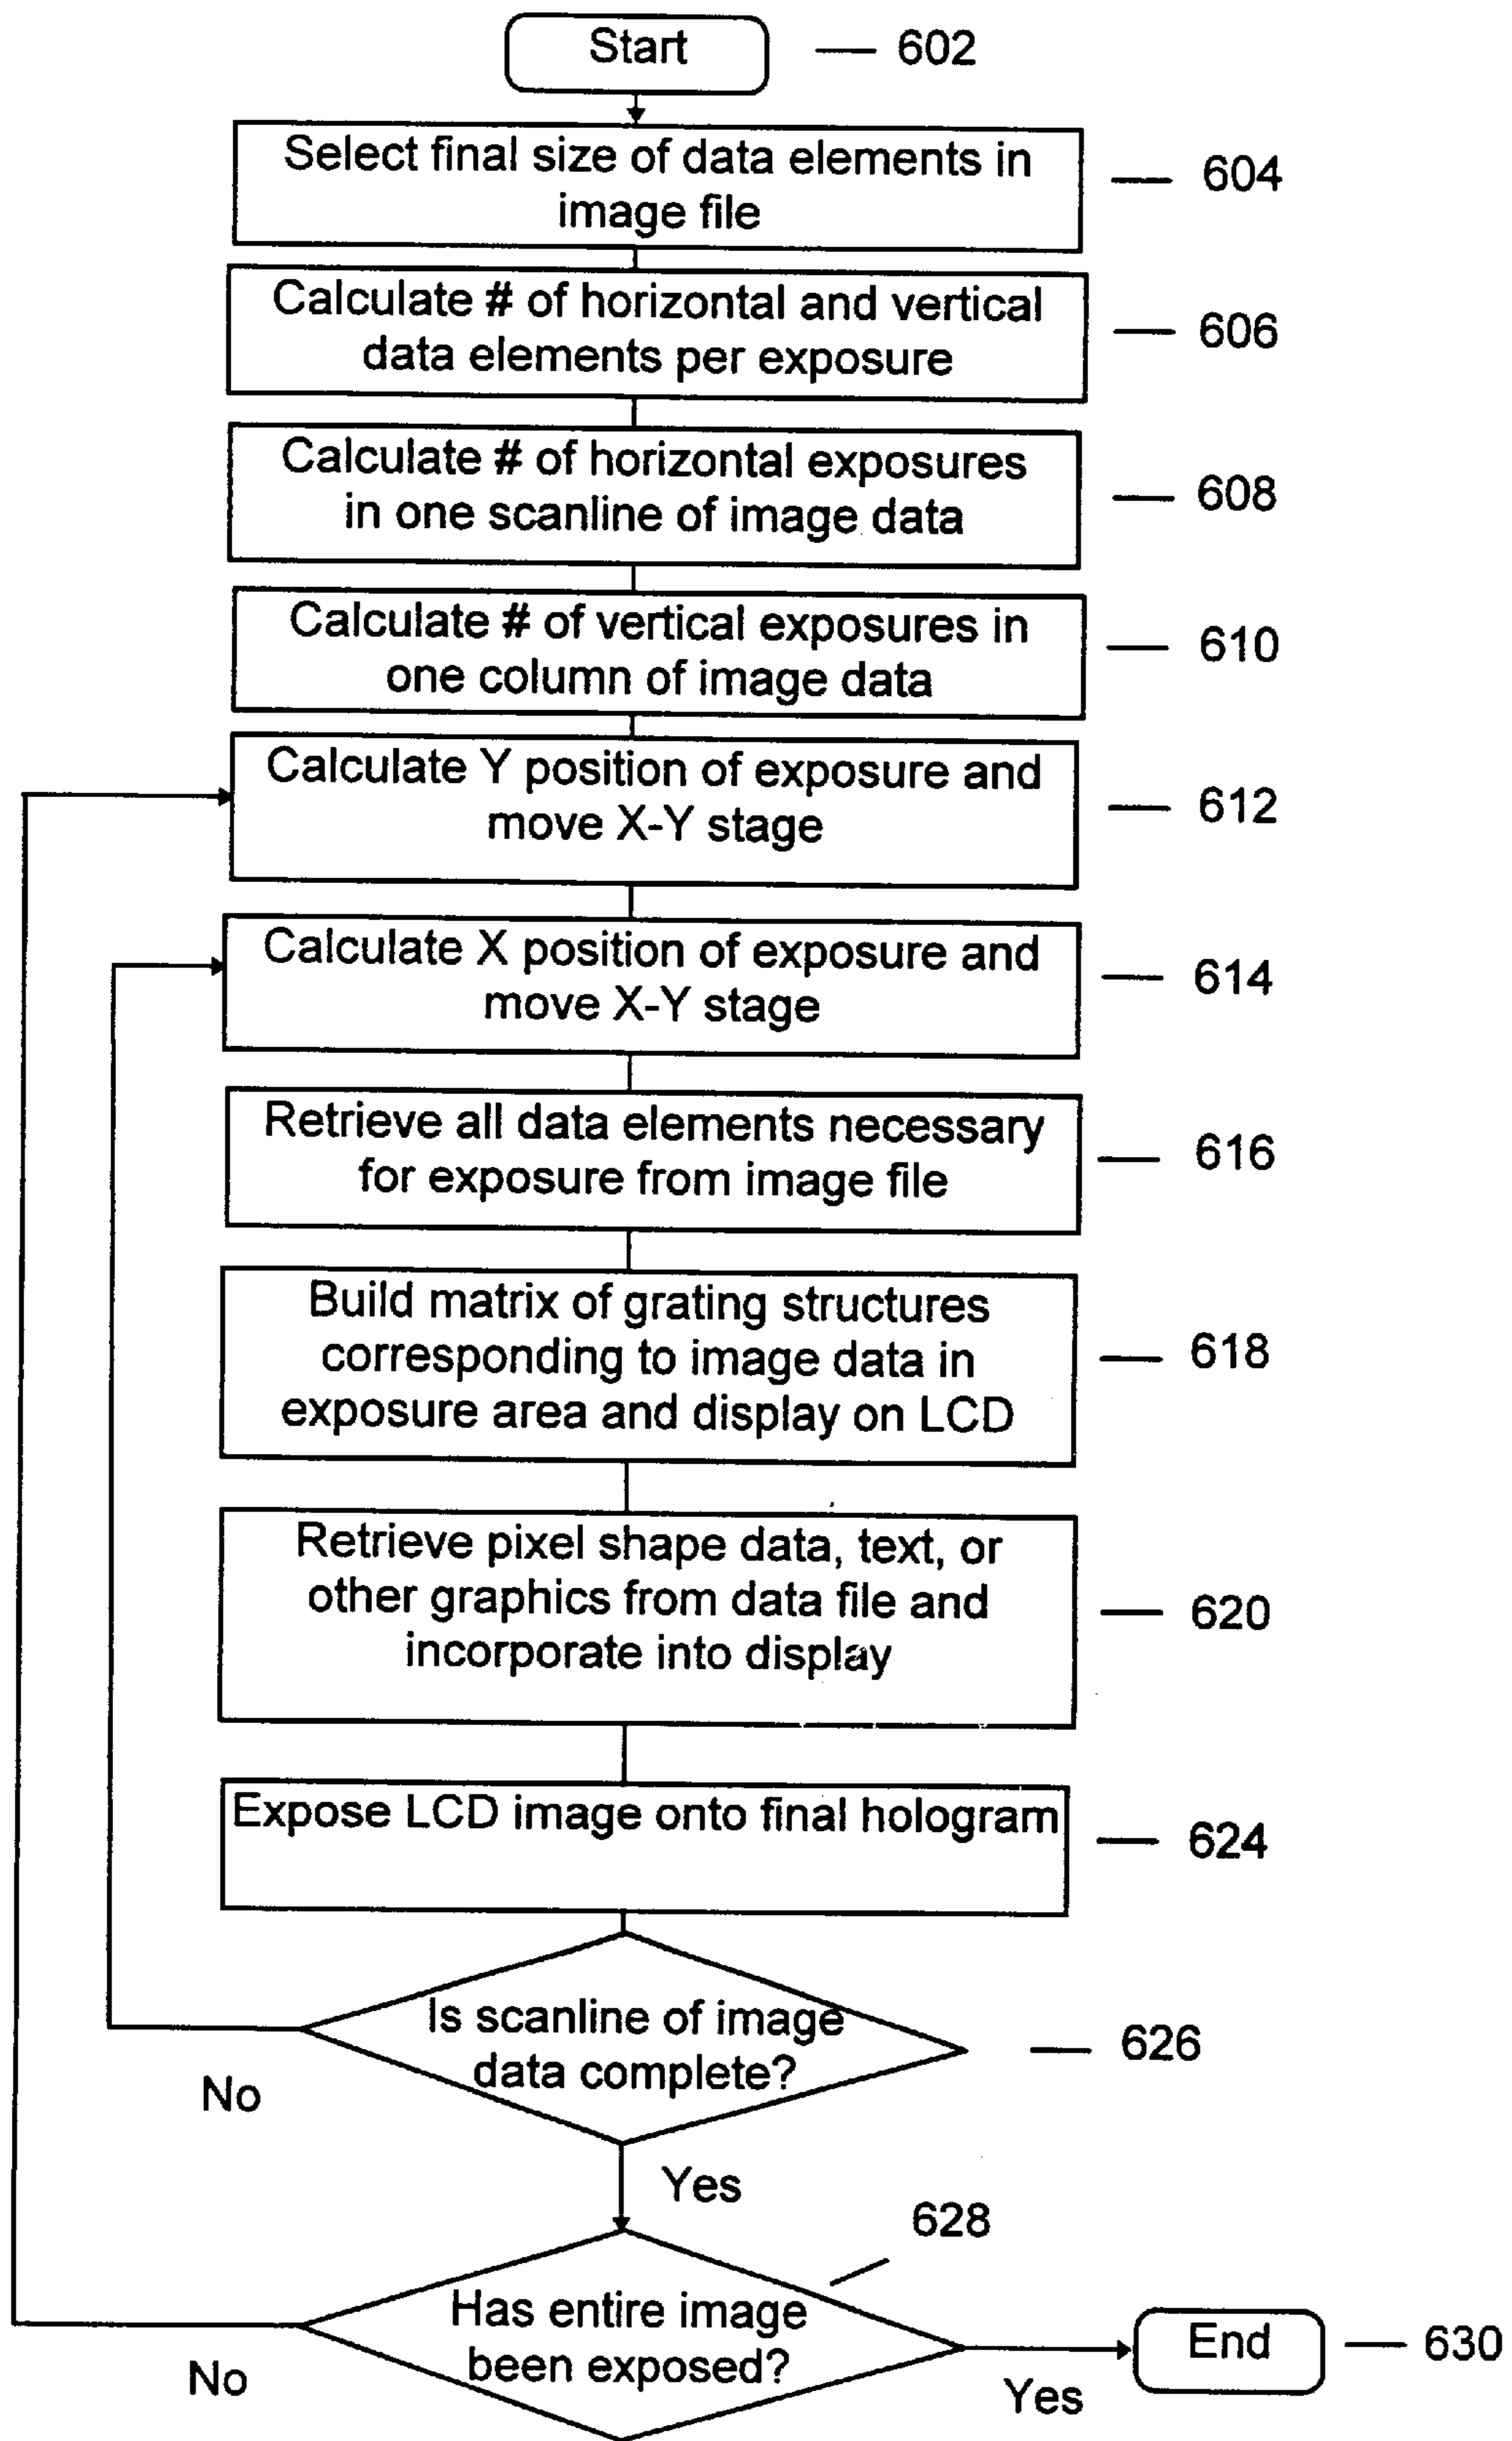 Start
602
Select final size of data elements in
image file
604
Calculate # of horizontal and vertical
data elements per exposure
606
Calculate # of horizontal exposures
in one scanline of image data
608
Calculate # of vertical exposures in
one column of image data
610
Calculate Y position of exposure and
move X-Y stage
612
Calculate X position of exposure and
move X-Y stage
614
Retrieve all data elements necessary
for exposure from image file
616
Build matrix of grating structures
corresponding to image data in
exposure area and display on LCD
618
Retrieve pixel shape data, text, or
other graphics from data file and
incorporate into display
620
Expose LCD image onto final hologram
624
Is scanline of image
data complete?
626
No
Yes
628
Has entire image
been exposed?
No
Yes
End
630